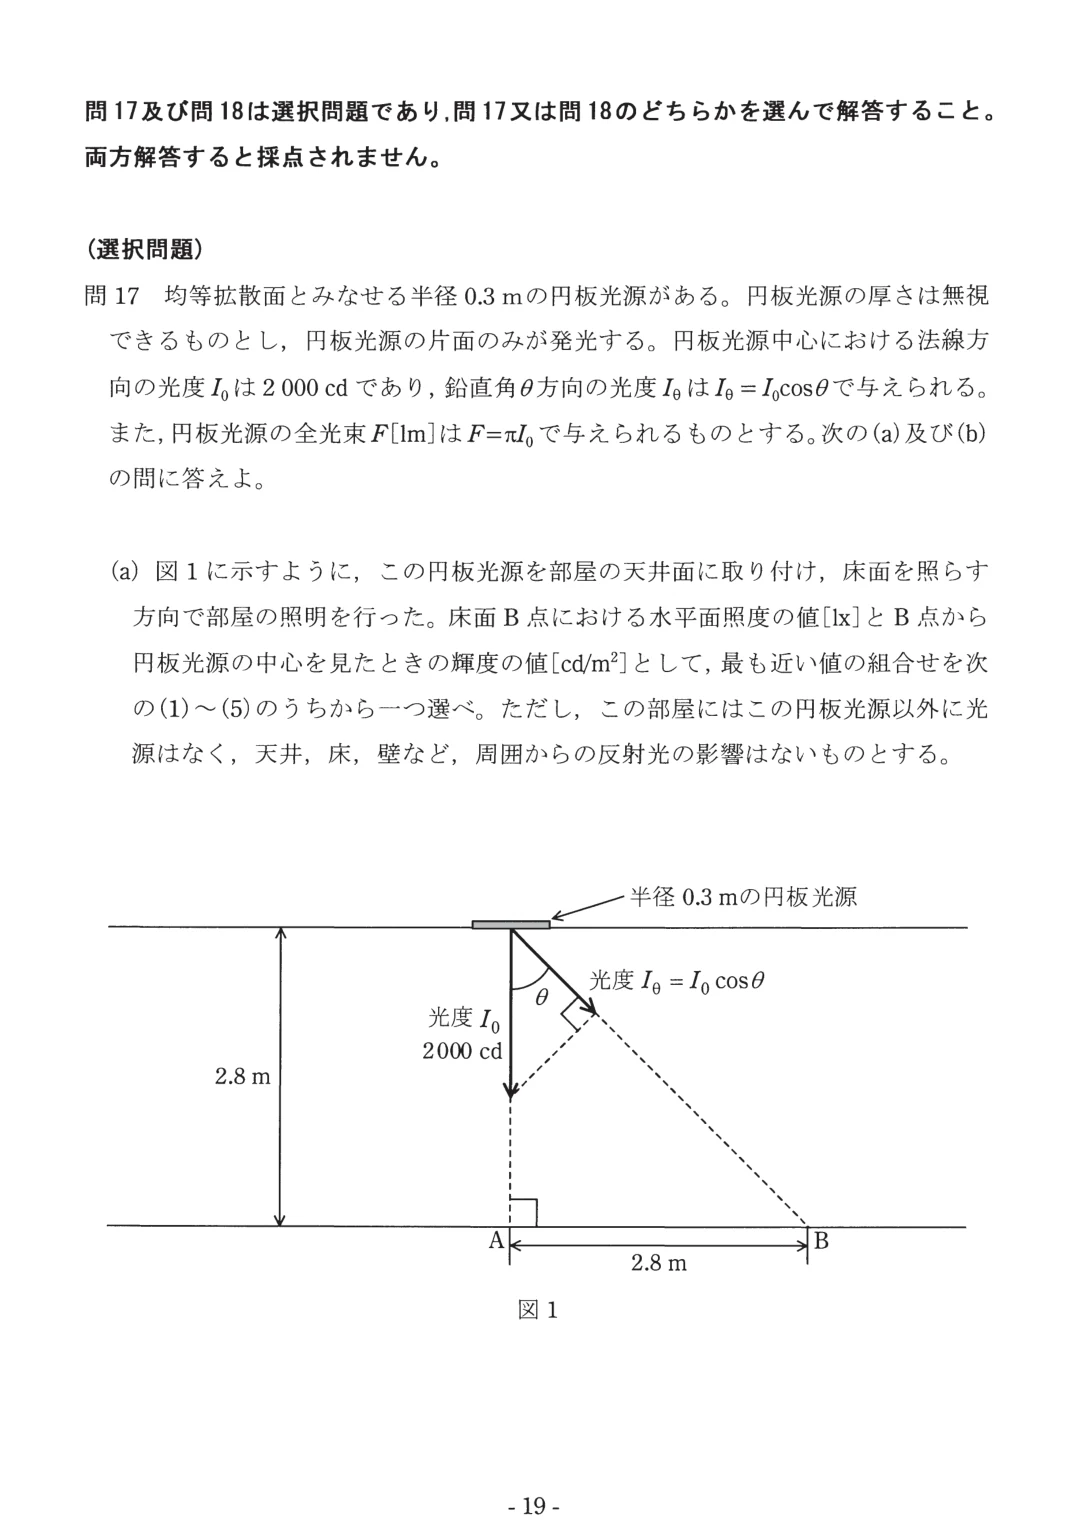 問17及び問18は選択問題であり,問17又は問18のどちらかを選んで解答すること。
両方解答すると採点されません。
(選択問題)
問17 均等拡散面とみなせる半径 0.3 mの円板光源がある。円板光源の厚さは無視
できるものとし，円板光源の片面のみが発光する。円板光源中心における法線方
向の光度 I₀ は 2 000 cd であり, 鉛直角θ方向の光度 Iθ は Iθ = I₀cosθで与えられる。
また, 円板光源の全光束 F[lm]は F=πI₀ で与えられるものとする。次の(a)及び(b)
の問に答えよ。
(a) 図 1 に示すように，この円板光源を部屋の天井面に取り付け，床面を照らす
方向で部屋の照明を行った。床面 B 点における水平面照度の値[lx]と B 点から
円板光源の中心を見たときの輝度の値[cd/m²]として, 最も近い値の組合せを次
の(1)～(5)のうちから一つ選べ。ただし，この部屋にはこの円板光源以外に光
源はなく，天井，床，壁など，周囲からの反射光の影響はないものとする。
半径 0.3 mの円板光源
光度 Iθ = I₀ cosθ
θ
光度 I₀
2000 cd
2.8 m
A
B
2.8 m
図 1
- 19 -